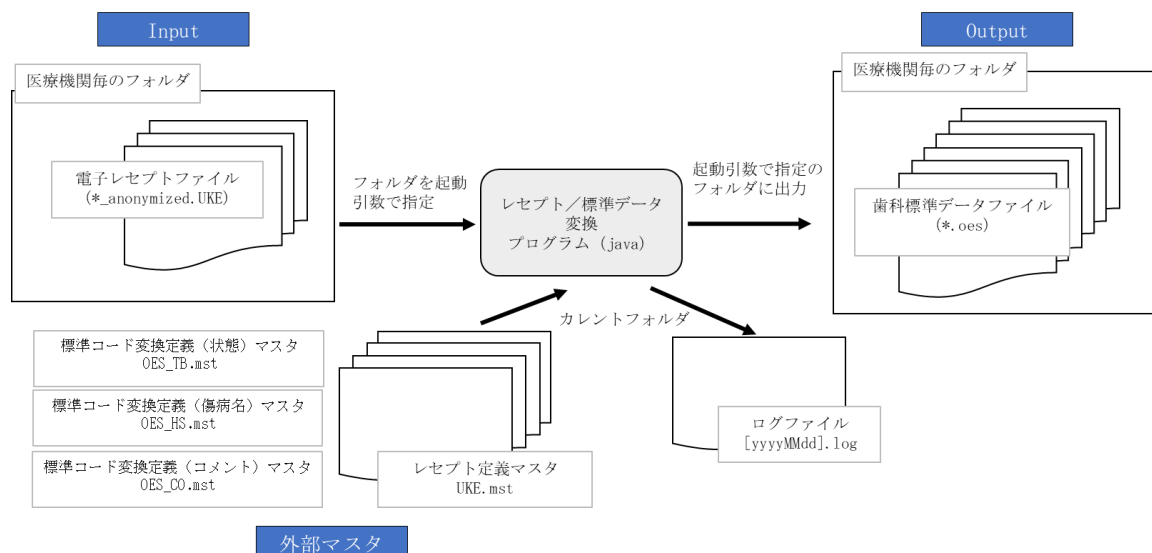 Input
Output
医療機関毎のフォルダ
医療機関毎のフォルダ
電子レセプトファイル
(*_anonymized.UKE)
フォルダを起動
引数で指定
レセプト／標準データ
変換
プログラム (java)
起動引数で指定の
フォルダに出力
歯科標準データファイル
(*.oes)
カレントフォルダ
標準コード変換定義（状態）マスタ
OES_TB.mst
標準コード変換定義（傷病名）マスタ
OES_HS.mst
標準コード変換定義（コメント）マスタ
OES_CO.mst
レセプト定義マスタ
UKE.mst
ログファイル
[yyyyMMdd].log
外部マスタ